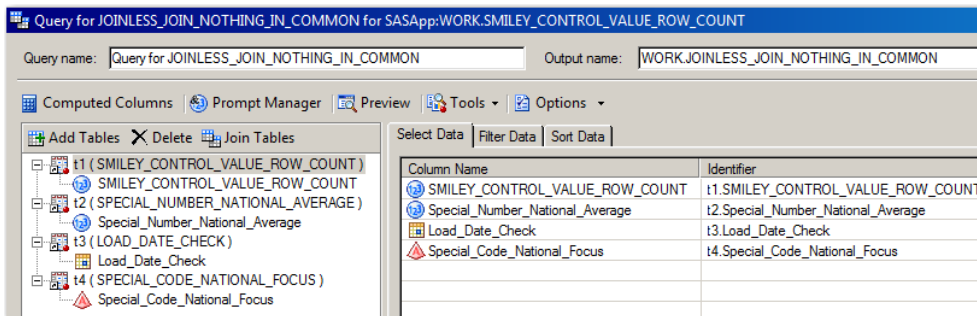 Query for JOINLESS_JOIN_NOTHING_IN_COMMON for SASApp:WORK.SMILEY_CONTROL_VALUE_ROW_COUNT
Query name: Query for JOINLESS_JOIN_NOTHING_IN_COMMON Output name: WORK.JOINLESS_JOIN_NOTHING_IN_COMMON
Computed Columns Prompt Manager Preview Tools Options
Add Tables Delete Join Tables Select Data Filter Data Sort Data
t1 ( SMILEY_CONTROL_VALUE_ROW_COUNT ) Column Name Identifier
SMILEY_CONTROL_VALUE_ROW_COUNT SMILEY_CONTROL_VALUE_ROW_COUNT t1.SMILEY_CONTROL_VALUE_ROW_COUNT
t2 ( SPECIAL_NUMBER_NATIONAL_AVERAGE ) Special_Number_National_Average t2.Special_Number_National_Average
Special_Number_National_Average Load_Date_Check t3.Load_Date_Check
t3 ( LOAD_DATE_CHECK ) Special_Code_National_Focus t4.Special_Code_National_Focus
Load_Date_Check
t4 ( SPECIAL_CODE_NATIONAL_FOCUS )
Special_Code_National_Focus